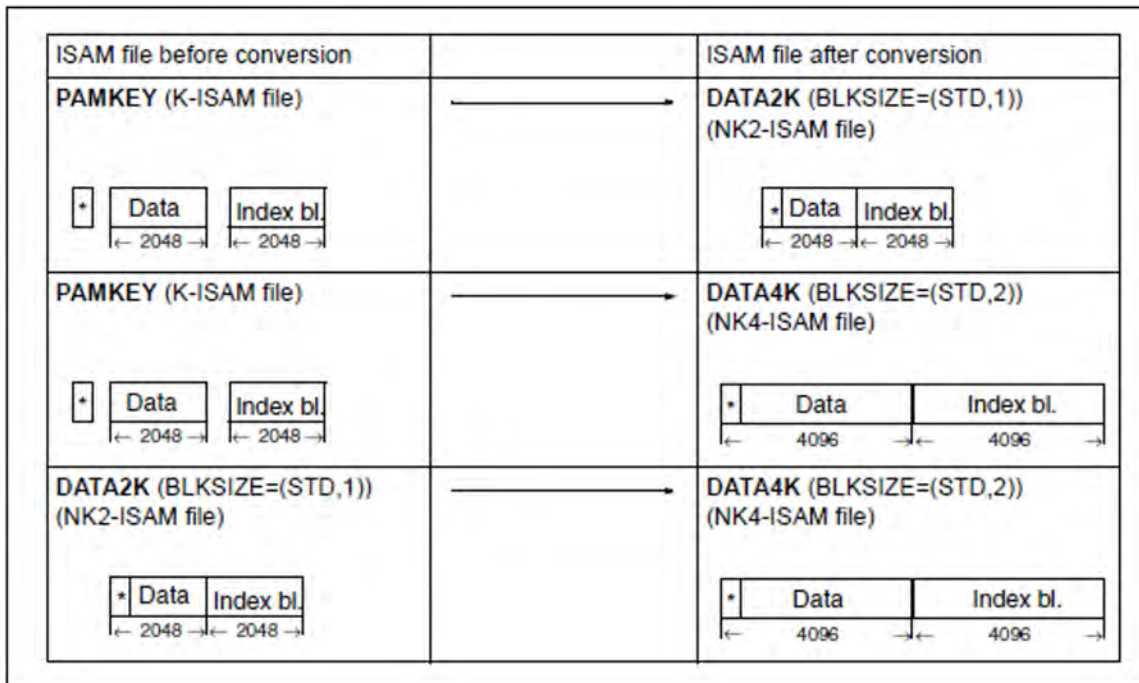 ISAM file before conversion
ISAM file after conversion
PAMKEY (K-ISAM file)
DATA2K (BLKSIZE=(STD,1))
(NK2-ISAM file)
* Data Index bl.
← 2048 → ← 2048 →
* Data Index bl.
← 2048 → ← 2048 →
PAMKEY (K-ISAM file)
DATA4K (BLKSIZE=(STD,2))
(NK4-ISAM file)
* Data Index bl.
← 2048 → ← 2048 →
* Data Index bl.
← 4096 → ← 4096 →
DATA2K (BLKSIZE=(STD,1))
(NK2-ISAM file)
DATA4K (BLKSIZE=(STD,2))
(NK4-ISAM file)
* Data Index bl.
← 2048 → ← 2048 →
* Data Index bl.
← 4096 → ← 4096 →